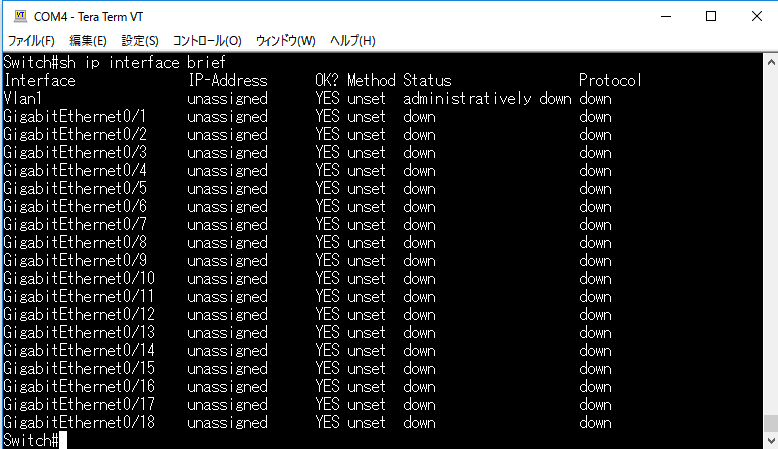 COM4 - Tera Term VT
ファイル(F) 編集(E) 設定(S) コントロール(O) ウィンドウ(W) ヘルプ(H)
Switch#sh ip interface brief
Interface IP-Address OK? Method Status Protocol
Vlan1 unassigned YES unset administratively down down
GigabitEthernet0/1 unassigned YES unset down down
GigabitEthernet0/2 unassigned YES unset down down
GigabitEthernet0/3 unassigned YES unset down down
GigabitEthernet0/4 unassigned YES unset down down
GigabitEthernet0/5 unassigned YES unset down down
GigabitEthernet0/6 unassigned YES unset down down
GigabitEthernet0/7 unassigned YES unset down down
GigabitEthernet0/8 unassigned YES unset down down
GigabitEthernet0/9 unassigned YES unset down down
GigabitEthernet0/10 unassigned YES unset down down
GigabitEthernet0/11 unassigned YES unset down down
GigabitEthernet0/12 unassigned YES unset down down
GigabitEthernet0/13 unassigned YES unset down down
GigabitEthernet0/14 unassigned YES unset down down
GigabitEthernet0/15 unassigned YES unset down down
GigabitEthernet0/16 unassigned YES unset down down
GigabitEthernet0/17 unassigned YES unset down down
GigabitEthernet0/18 unassigned YES unset down down
Switch#